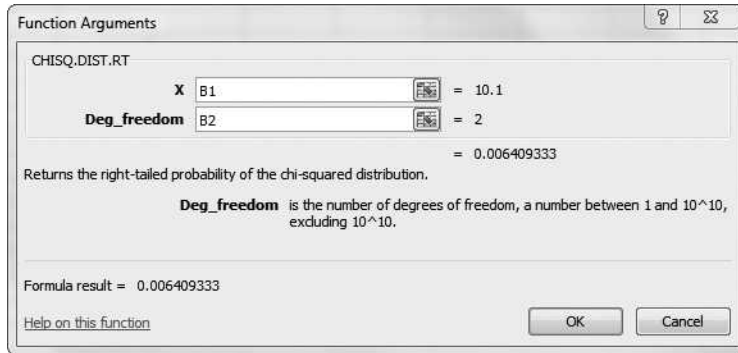 Function Arguments
CHISQ.DIST.RT
X B1 = 10.1
Deg_freedom B2 = 2
= 0.006409333
Returns the right-tailed probability of the chi-squared distribution.
Deg_freedom is the number of degrees of freedom, a number between 1 and 10^10,
excluding 10^10.
Formula result = 0.006409333
Help on this function
OK Cancel